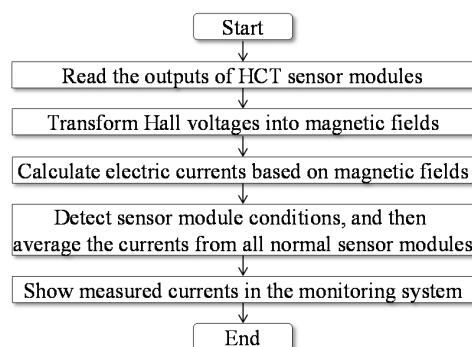 Start
Read the outputs of HCT sensor modules
Transform Hall voltages into magnetic fields
Calculate electric currents based on magnetic fields
Detect sensor module conditions, and then
average the currents from all normal sensor modules
Show measured currents in the monitoring system
End